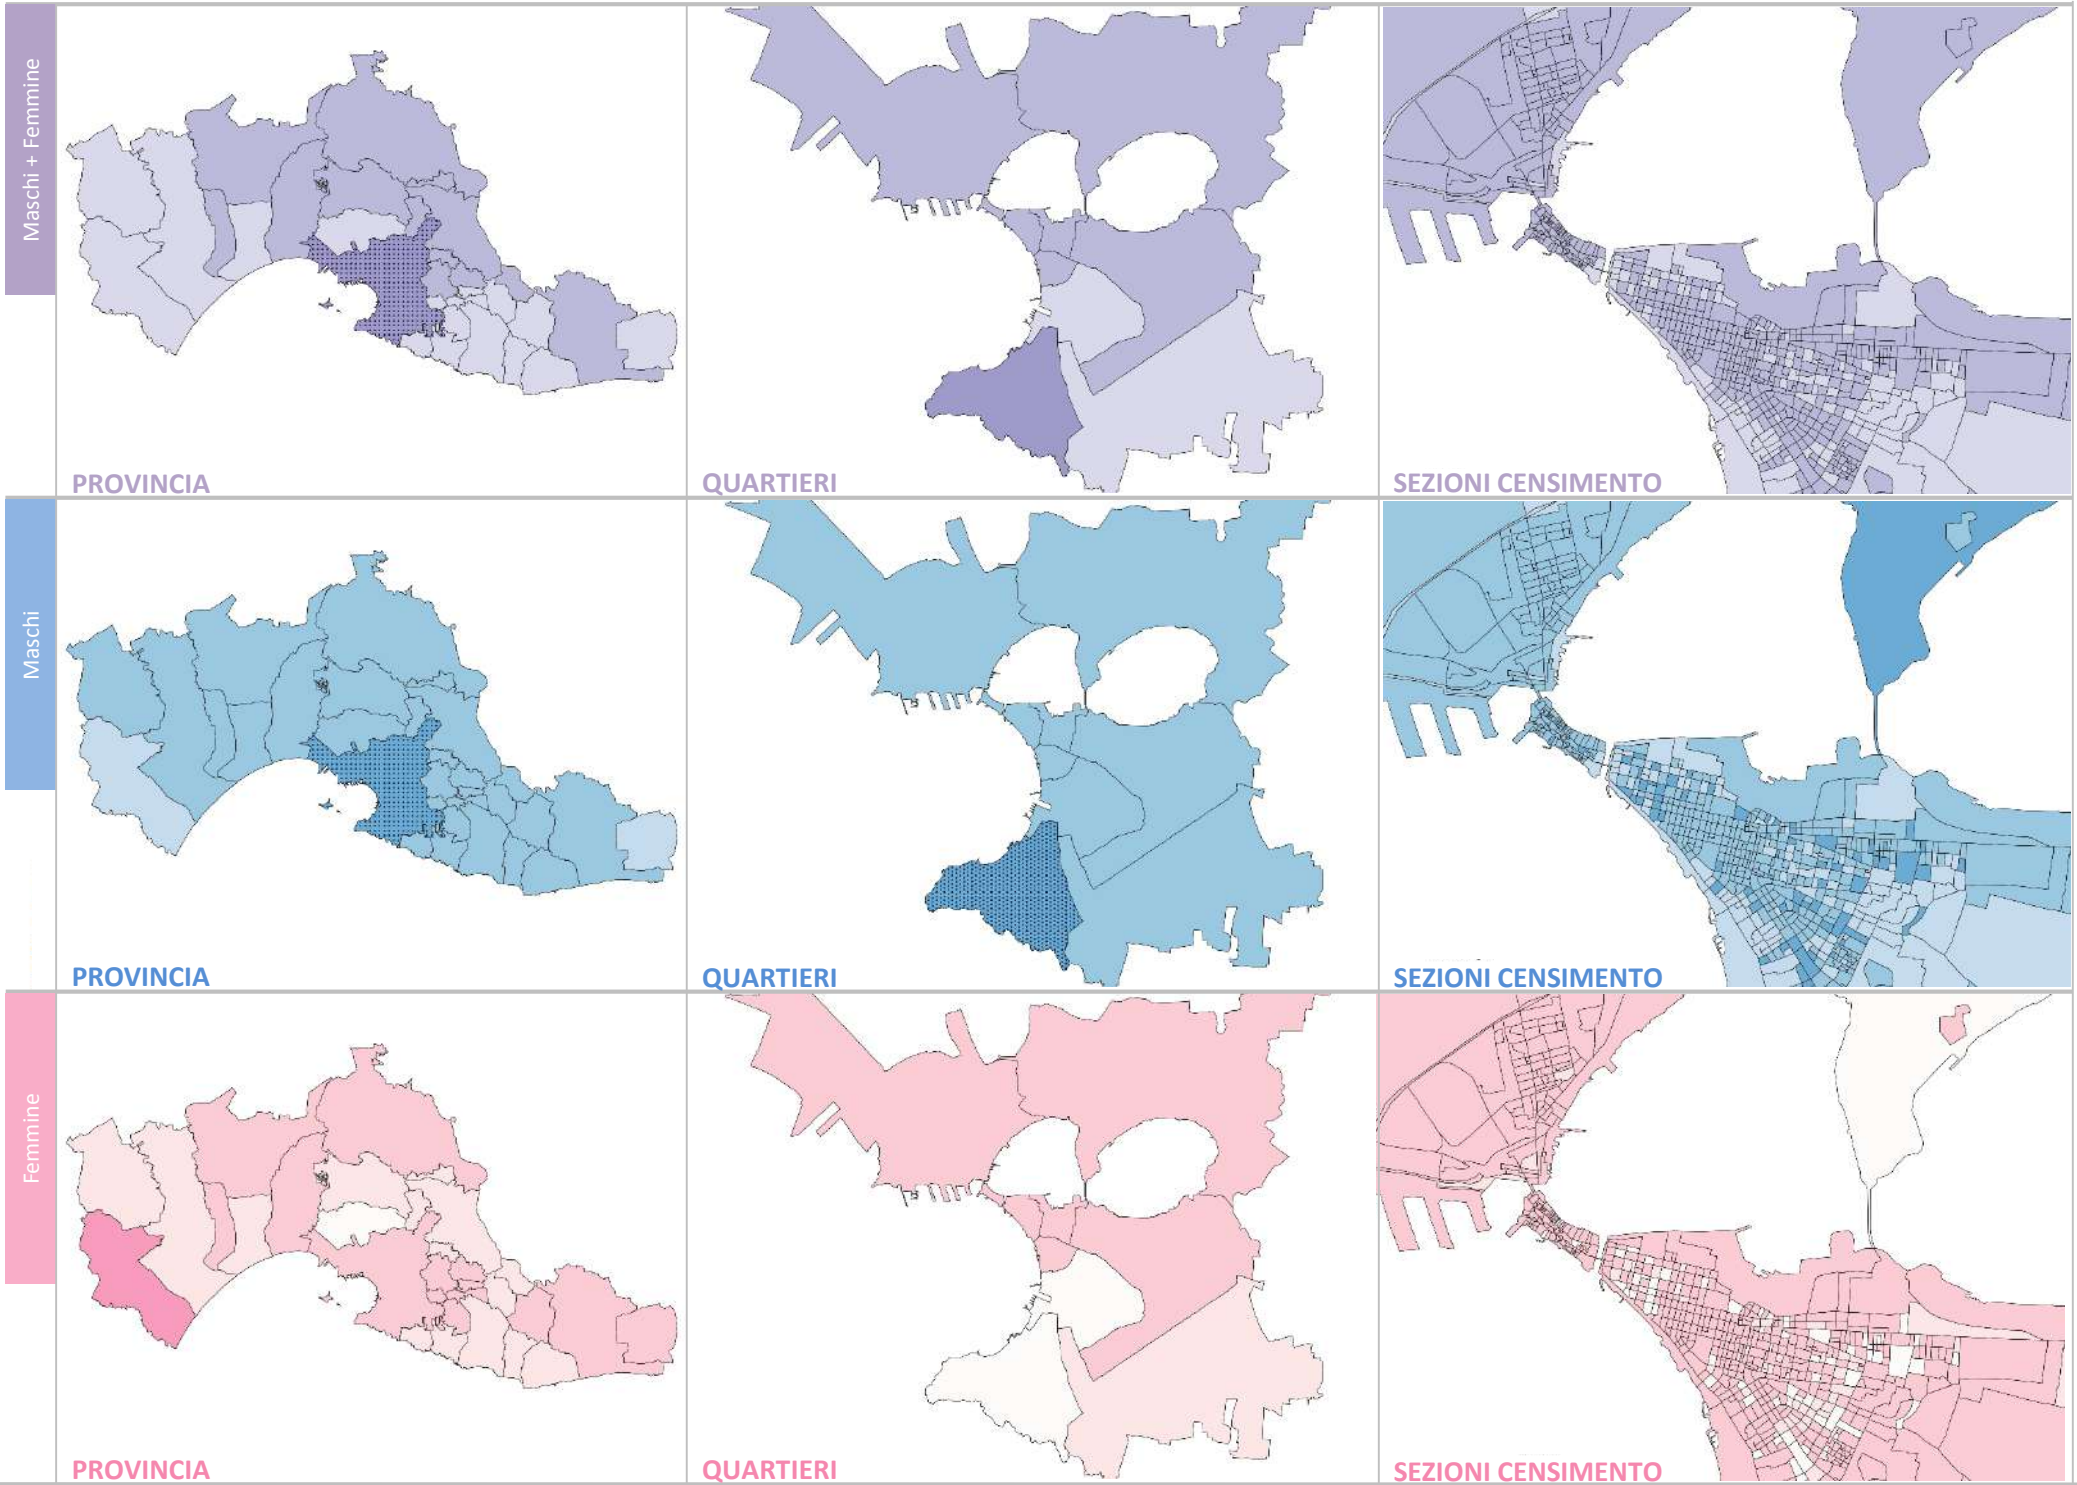 Maschi + Femmine
PROVINCIA
QUARTIERI
SEZIONI CENSIMENTO
Maschi
PROVINCIA
QUARTIERI
SEZIONI CENSIMENTO
Femmine
PROVINCIA
QUARTIERI
SEZIONI CENSIMENTO